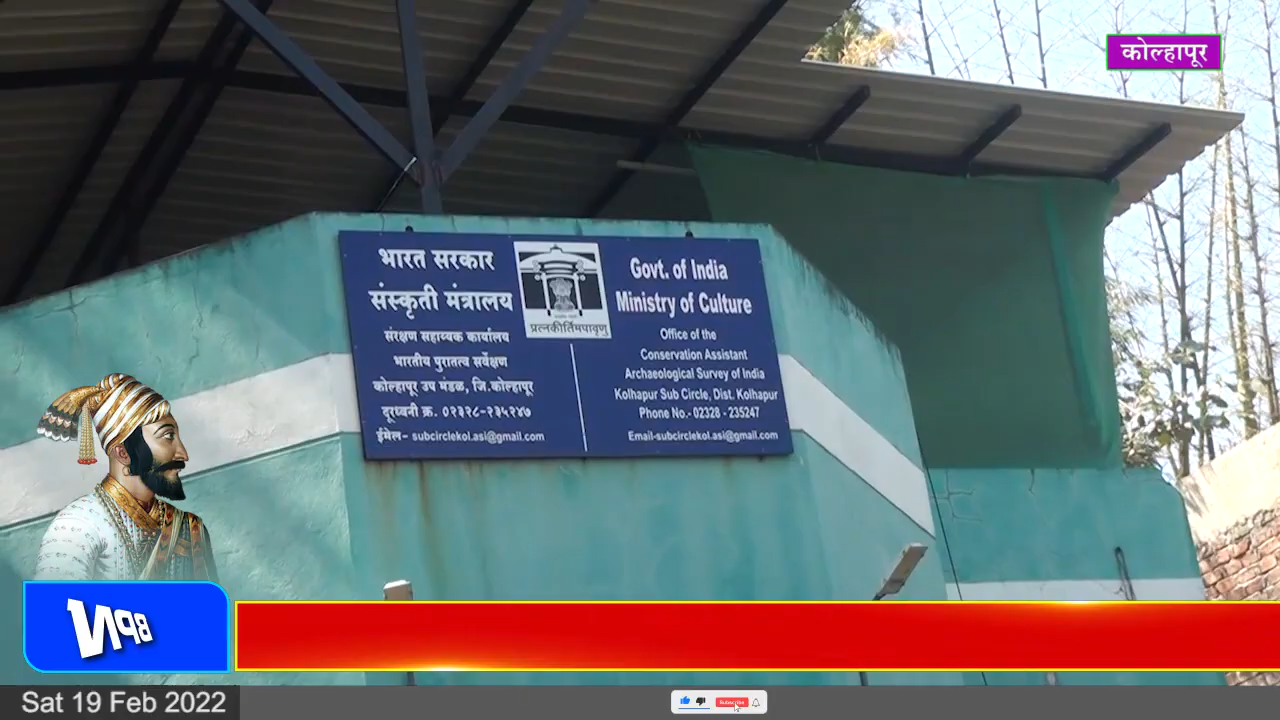 कोल्हापूर
भारत सरकार
संस्कृती मंत्रालय
संरक्षण सहाय्यक कार्यालय
भारतीय पुरातत्व सर्वेक्षण
कोल्हापूर उप मंडळ, जि.कोल्हापूर
दूरध्वनी क्र. ०२३२८-२३५२४७
ईमेल- subcirclekol.asi@gmail.com
प्रत्नकीर्तिमपावृणु
Govt. of India
Ministry of Culture
Office of the
Conservation Assistant
Archaeological Survey of India
Kolhapur Sub Circle, Dist. Kolhapur
Phone No.- 02328 - 235247
Email-subcirclekol.asi@gmail.com
Sat 19 Feb 2022
Subscribe